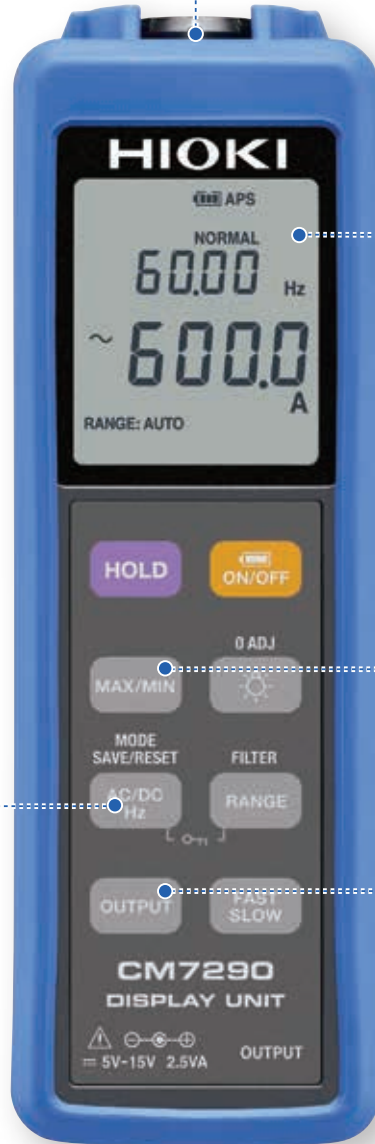 HIOKI
APS
NORMAL
60.00 Hz
~ 600.0
A
RANGE: AUTO
HOLD
ON/OFF
0 ADJ
MAX/MIN
MODE
SAVE/RESET
FILTER
AC/DC
Hz
RANGE
OUTPUT
FAST
SLOW
CM7290
DISPLAY UNIT
5V-15V 2.5VA
OUTPUT